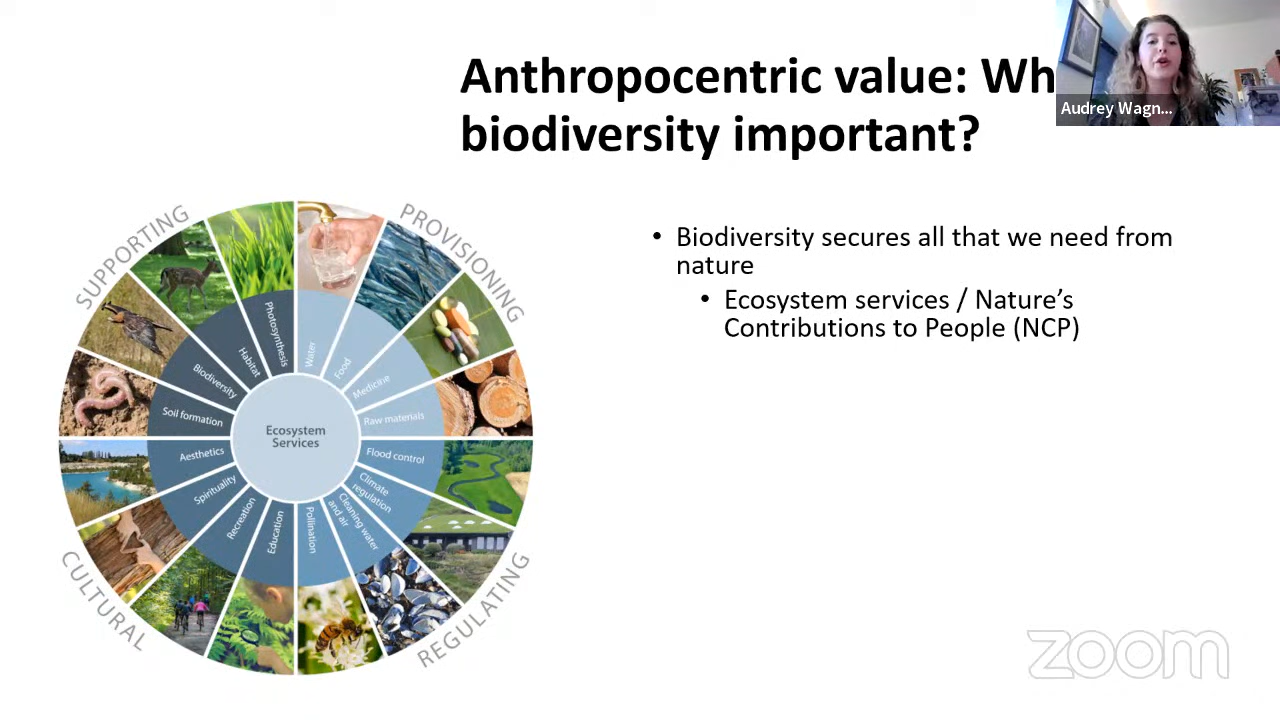 Anthropocentric value: Wh
biodiversity important?
Audrey Wagn...
• Biodiversity secures all that we need from
nature
• Ecosystem services / Nature's
Contributions to People (NCP)
SUPPORTING
PROVISIONING
CULTURAL
REGULATING
Ecosystem
Services
Photosynthesis
Habitat
Biodiversity
Soil formation
Water
Food
Medicine
Raw materials
Flood control
Climate
regulation
Cleaning water
and air
Pollination
Education
Recreation
Spirituality
Aesthetics
zoom